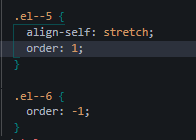 .el--5 {
  align-self: stretch;
  order: 1;
}
.el--6 {
  order: -1;
}